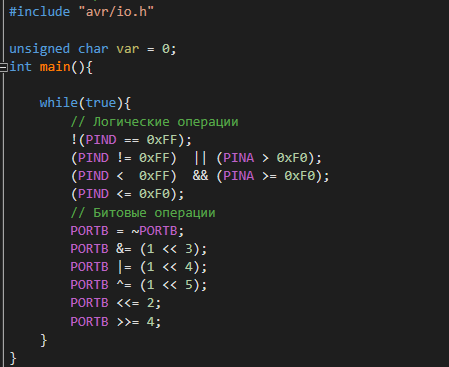 #include "avr/io.h"
unsigned char var = 0;
int main(){
while(true){
// Логические операции
!(PIND == 0xFF);
(PIND != 0xFF)  || (PINA > 0xF0);
(PIND <  0xFF)  && (PINA >= 0xF0);
(PIND <= 0xF0);
// Битовые операции
PORTB = ~PORTB;
PORTB &= (1 << 3);
PORTB |= (1 << 4);
PORTB ^= (1 << 5);
PORTB <<= 2;
PORTB >>= 4;
}
}